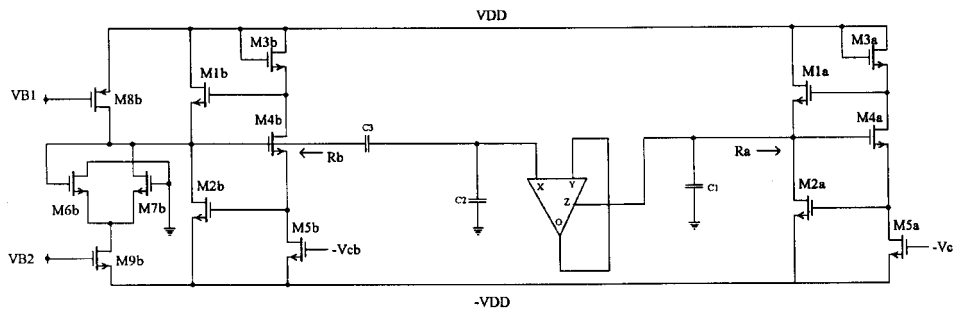 VDD
M3b
M3a
M1b
M1a
VB1
M8b
M4b
M4a
C3
Rb
Ra
X
Y
Z
O
C2
C1
M6b
M7b
M2b
M2a
M5b
M5a
-Vcb
-Vc
VB2
M9b
-VDD